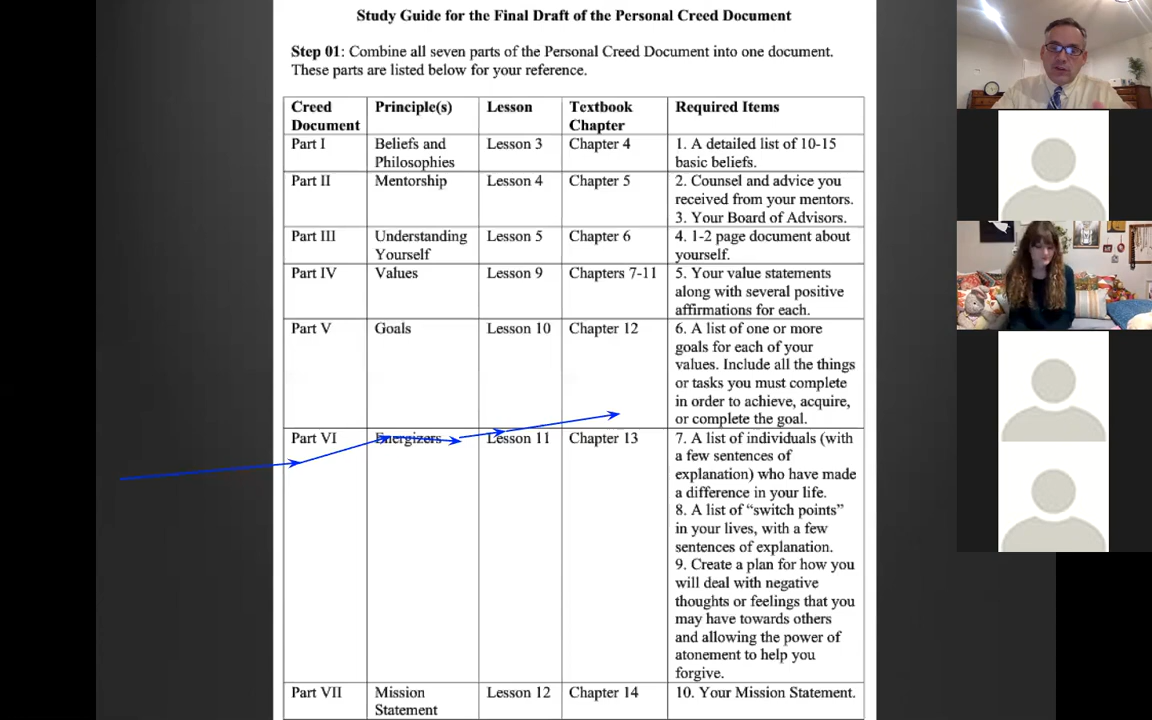 Study Guide for the Final Draft of the Personal Creed Document
Step 01: Combine all seven parts of the Personal Creed Document into one document.
These parts are listed below for your reference.
Creed Document Principle(s) Lesson Textbook Chapter Required Items
Part I Beliefs and Philosophies Lesson 3 Chapter 4 1. A detailed list of 10-15
basic beliefs.
Part II Mentorship Lesson 4 Chapter 5 2. Counsel and advice you
received from your mentors.
3. Your Board of Advisors.
Part III Understanding Yourself Lesson 5 Chapter 6 4. 1-2 page document about
yourself.
Part IV Values Lesson 9 Chapters 7-11 5. Your value statements
along with several positive
affirmations for each.
Part V Goals Lesson 10 Chapter 12 6. A list of one or more
goals for each of your
values. Include all the things
or tasks you must complete
in order to achieve, acquire,
or complete the goal.
Part VI Energizers Lesson 11 Chapter 13 7. A list of individuals (with
a few sentences of
explanation) who have made
a difference in your life.
8. A list of “switch points”
in your lives, with a few
sentences of explanation.
9. Create a plan for how you
will deal with negative
thoughts or feelings that you
may have towards others
and allowing the power of
atonement to help you
forgive.
Part VII Mission Statement Lesson 12 Chapter 14 10. Your Mission Statement.